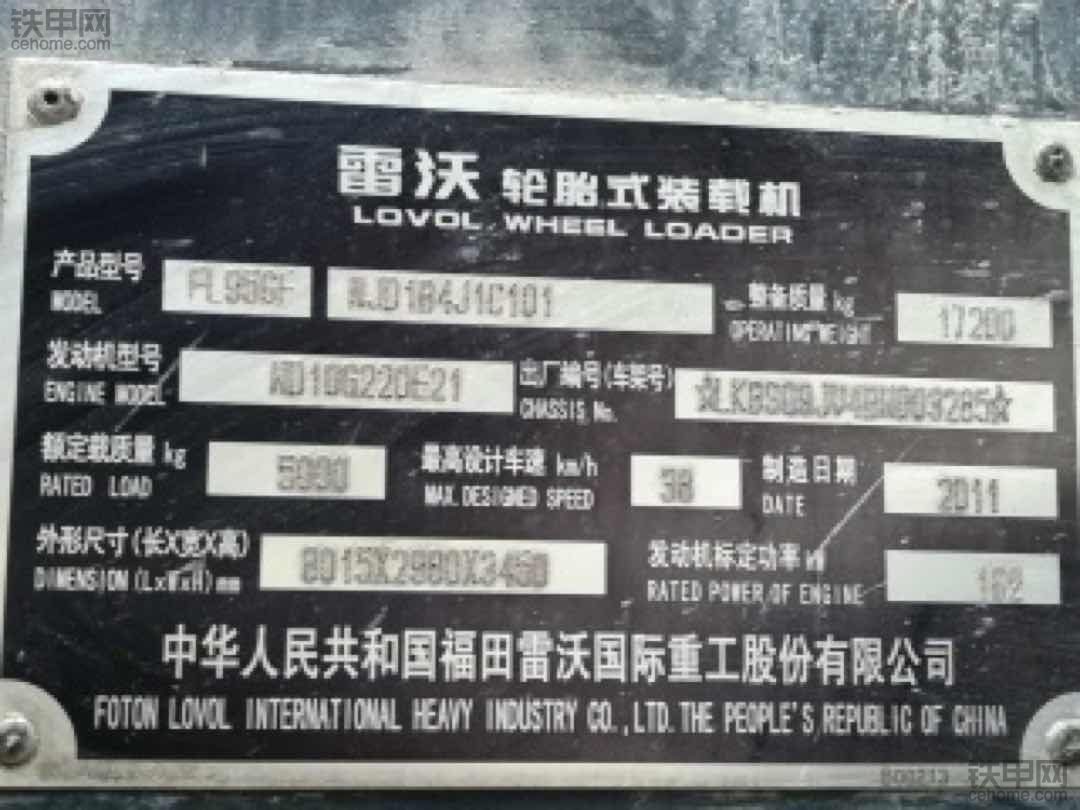 铁甲网
cehome.com
雷沃 轮胎式装载机
LOVOL WHEEL LOADER
产品型号 FL956F
MODEL
整备质量 kg 17200
OPERATING WEIGHT
发动机型号 WD10G220E21
ENGINE MODEL
出厂编号(车架号)
CHASSIS No.
额定载质量 kg 5000
RATED LOAD
最高设计车速 km/h 38
MAX.DESIGNED SPEED
制造日期 2011
DATE
外形尺寸(长X宽X高)
DIMENSION(LxWxH)mm
发动机标定功率 kW 162
RATED POWER OF ENGINE
中华人民共和国福田雷沃国际重工股份有限公司
FOTON LOVOL INTERNATIONAL HEAVY INDUSTRY CO.,LTD.THE PEOPLE'S REPUBLIC OF CHINA
铁甲网
cehome.com